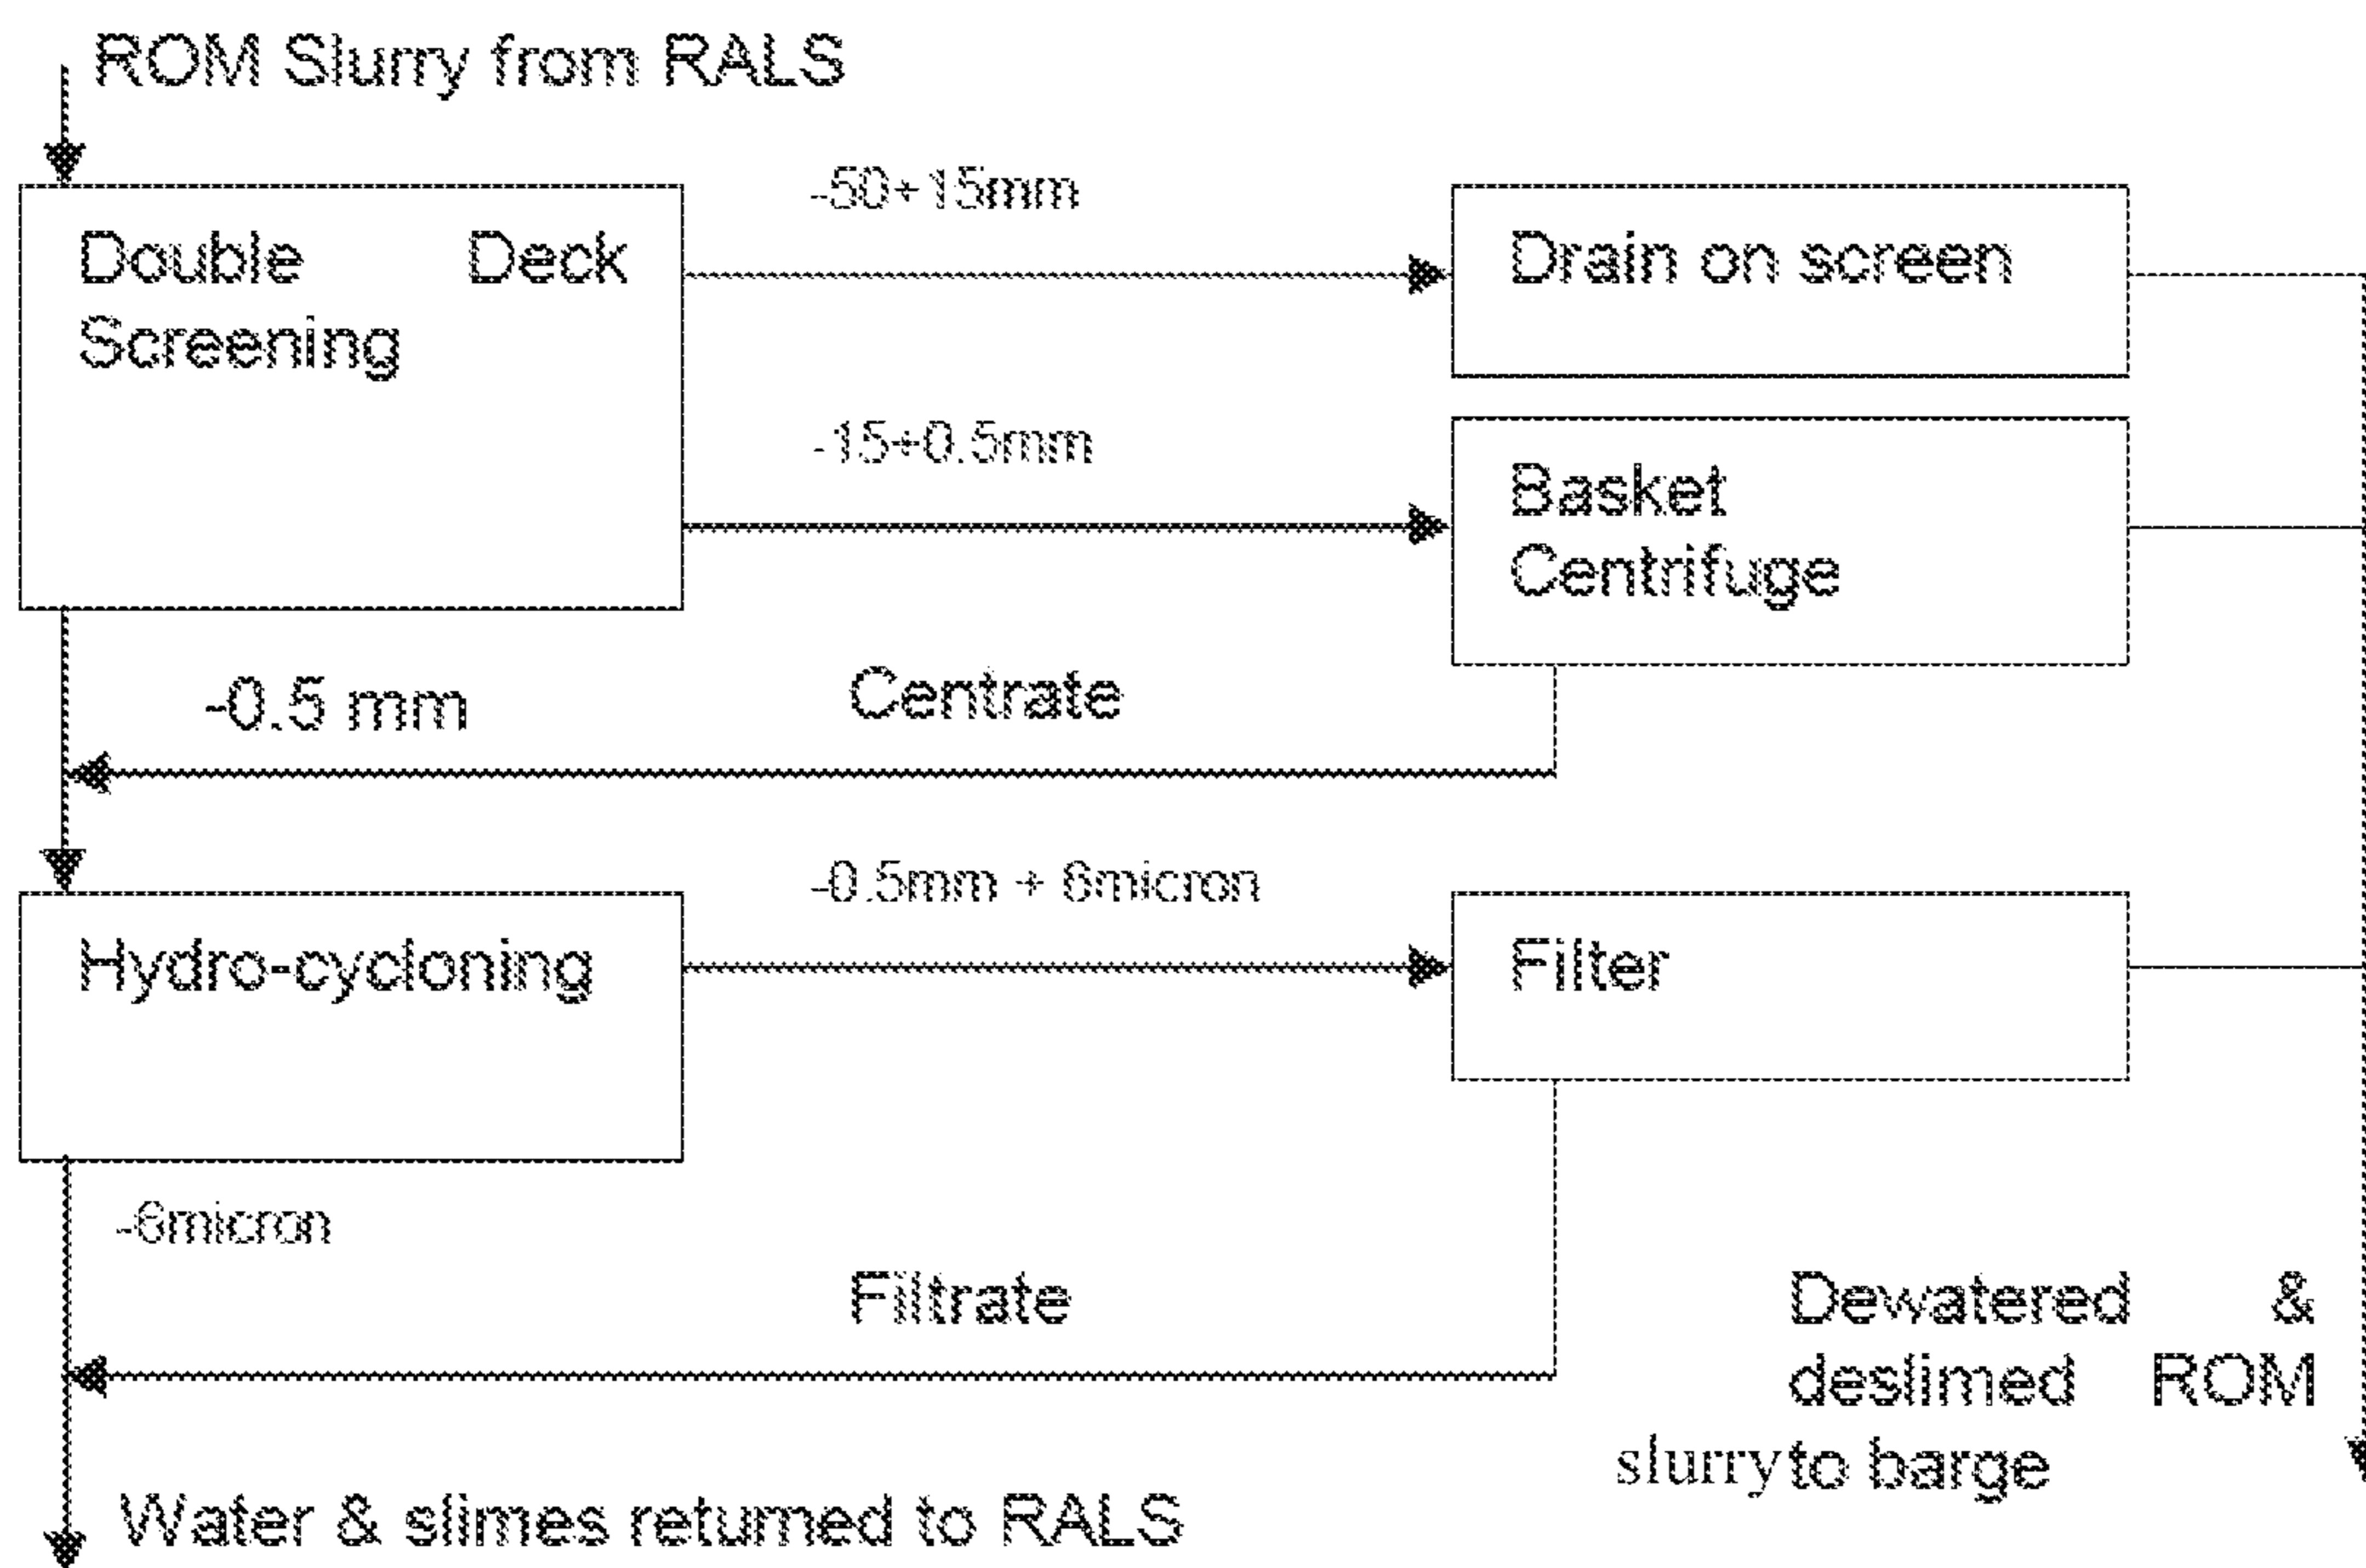 ROM Slurry from RALS
-50+15mm
Double Deck
Screening
Drain on screen
-15+0.5mm
Basket
Centrifuge
-0.5 mm
Centrate
-0.5mm + 6micron
Hydro-cycloning
Filter
-6micron
Filtrate
Dewatered &
deslimed ROM
slurry to barge
Water & slimes returned to RALS